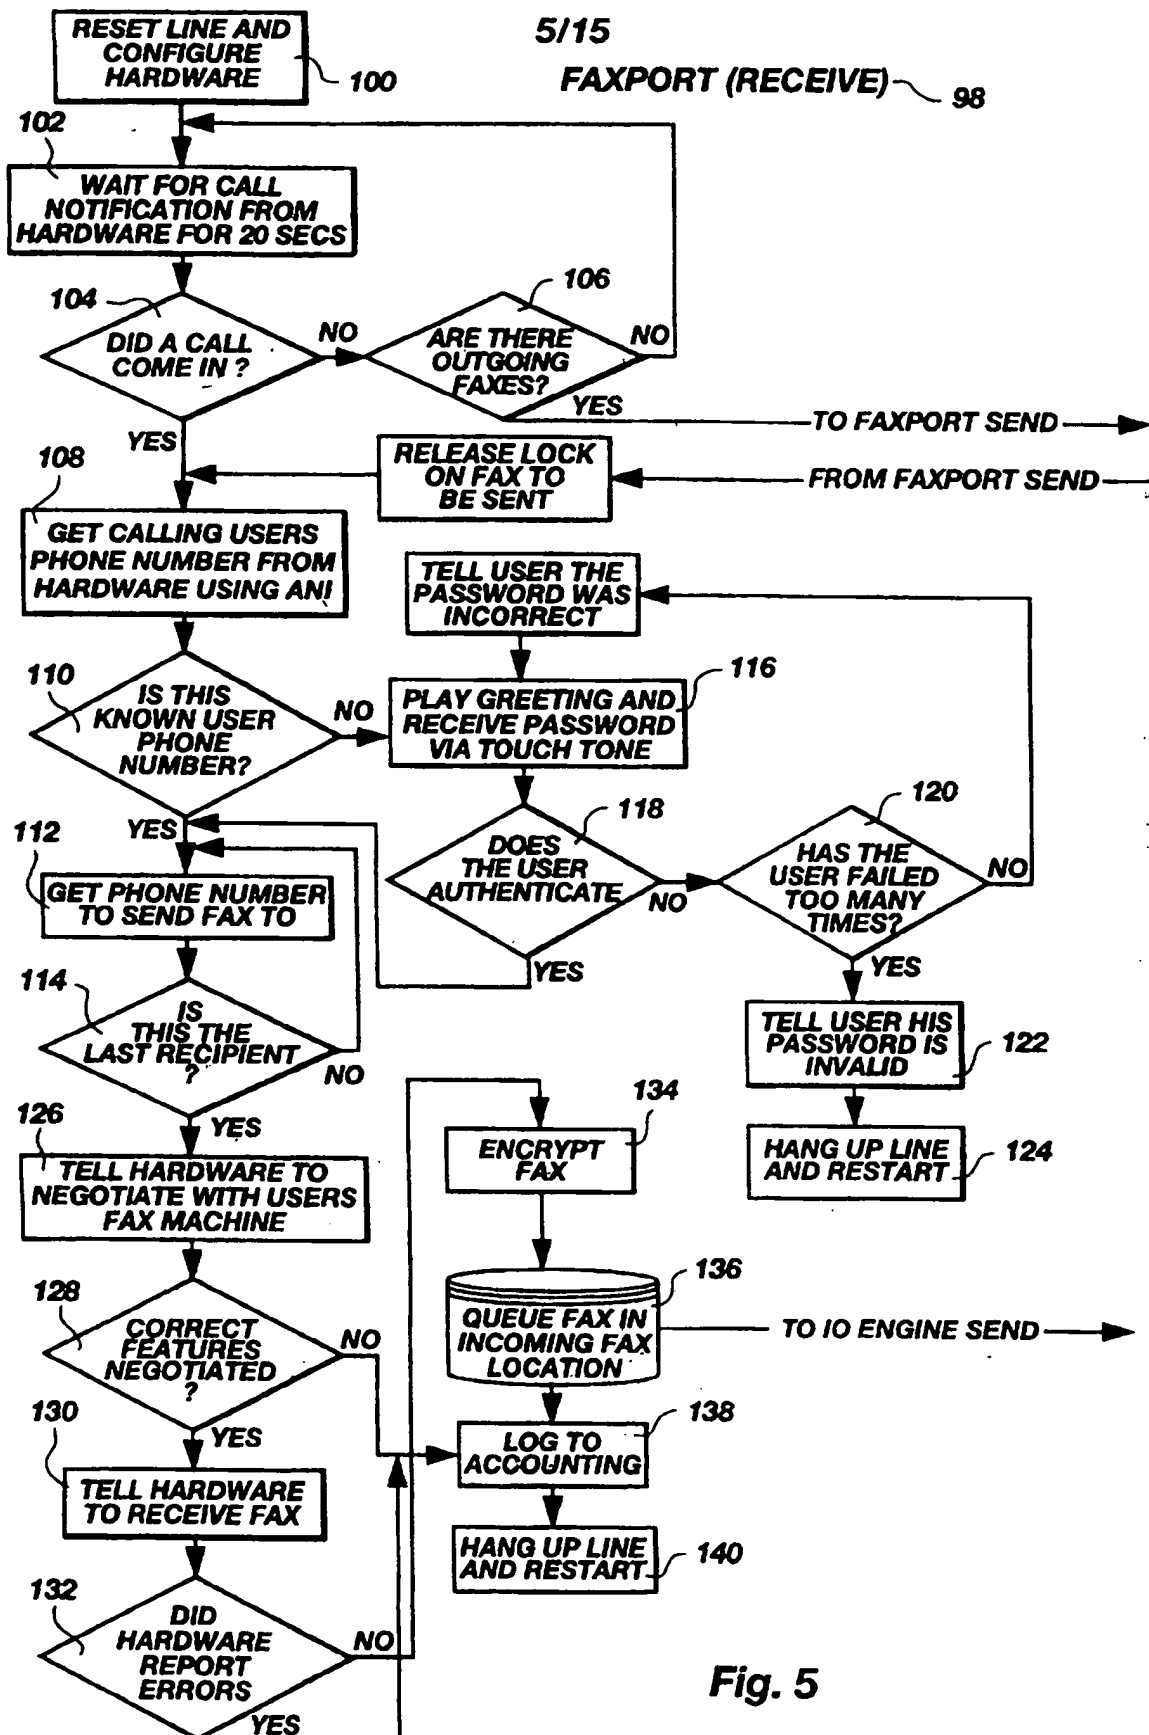 5/15
FAXPORT (RECEIVE)
98
RESET LINE AND
CONFIGURE
HARDWARE
100
102
WAIT FOR CALL
NOTIFICATION FROM
HARDWARE FOR 20 SECS
104
DID A CALL
COME IN ?
NO
YES
106
ARE THERE
OUTGOING
FAXES?
NO
YES
TO FAXPORT SEND
RELEASE LOCK
ON FAX TO
BE SENT
FROM FAXPORT SEND
108
GET CALLING USERS
PHONE NUMBER FROM
HARDWARE USING ANI
TELL USER THE
PASSWORD WAS
INCORRECT
110
IS THIS
KNOWN USER
PHONE
NUMBER?
NO
YES
116
PLAY GREETING AND
RECEIVE PASSWORD
VIA TOUCH TONE
118
DOES
THE USER
AUTHENTICATE
NO
YES
120
HAS THE
USER FAILED
TOO MANY
TIMES?
NO
YES
112
GET PHONE NUMBER
TO SEND FAX TO
114
IS
THIS THE
LAST RECIPIENT
?
NO
YES
TELL USER HIS
PASSWORD IS
INVALID
122
HANG UP LINE
AND RESTART
124
126
TELL HARDWARE TO
NEGOTIATE WITH USERS
FAX MACHINE
134
ENCRYPT
FAX
128
CORRECT
FEATURES
NEGOTIATED
?
NO
YES
136
QUEUE FAX IN
INCOMING FAX
LOCATION
TO IO ENGINE SEND
130
TELL HARDWARE
TO RECEIVE FAX
138
LOG TO
ACCOUNTING
HANG UP LINE
AND RESTART
140
132
DID
HARDWARE
REPORT
ERRORS
NO
YES
Fig. 5